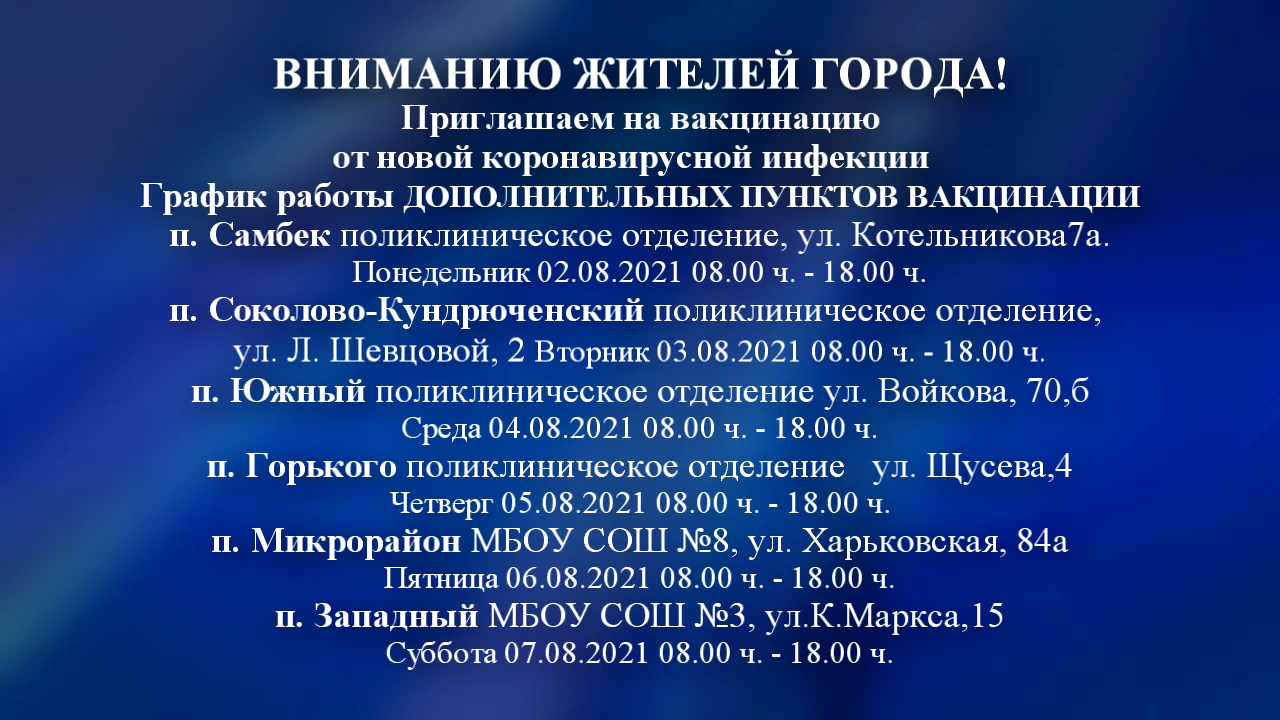 ВНИМАНИЮ ЖИТЕЛЕЙ ГОРОДА!
Приглашаем на вакцинацию
от новой коронавирусной инфекции
График работы ДОПОЛНИТЕЛЬНЫХ ПУНКТОВ ВАКЦИНАЦИИ
п. Самбек поликлиническое отделение, ул. Котельникова7а.
Понедельник 02.08.2021 08.00 ч. - 18.00 ч.
п. Соколово-Кундрюченский поликлиническое отделение,
ул. Л. Шевцовой, 2 Вторник 03.08.2021 08.00 ч. - 18.00 ч.
п. Южный поликлиническое отделение ул. Войкова, 70,б
Среда 04.08.2021 08.00 ч. - 18.00 ч.
п. Горького поликлиническое отделение ул. Щусева,4
Четверг 05.08.2021 08.00 ч. - 18.00 ч.
п. Микрорайон МБОУ СОШ №8, ул. Харьковская, 84а
Пятница 06.08.2021 08.00 ч. - 18.00 ч.
п. Западный МБОУ СОШ №3, ул.К.Маркса,15
Суббота 07.08.2021 08.00 ч. - 18.00 ч.